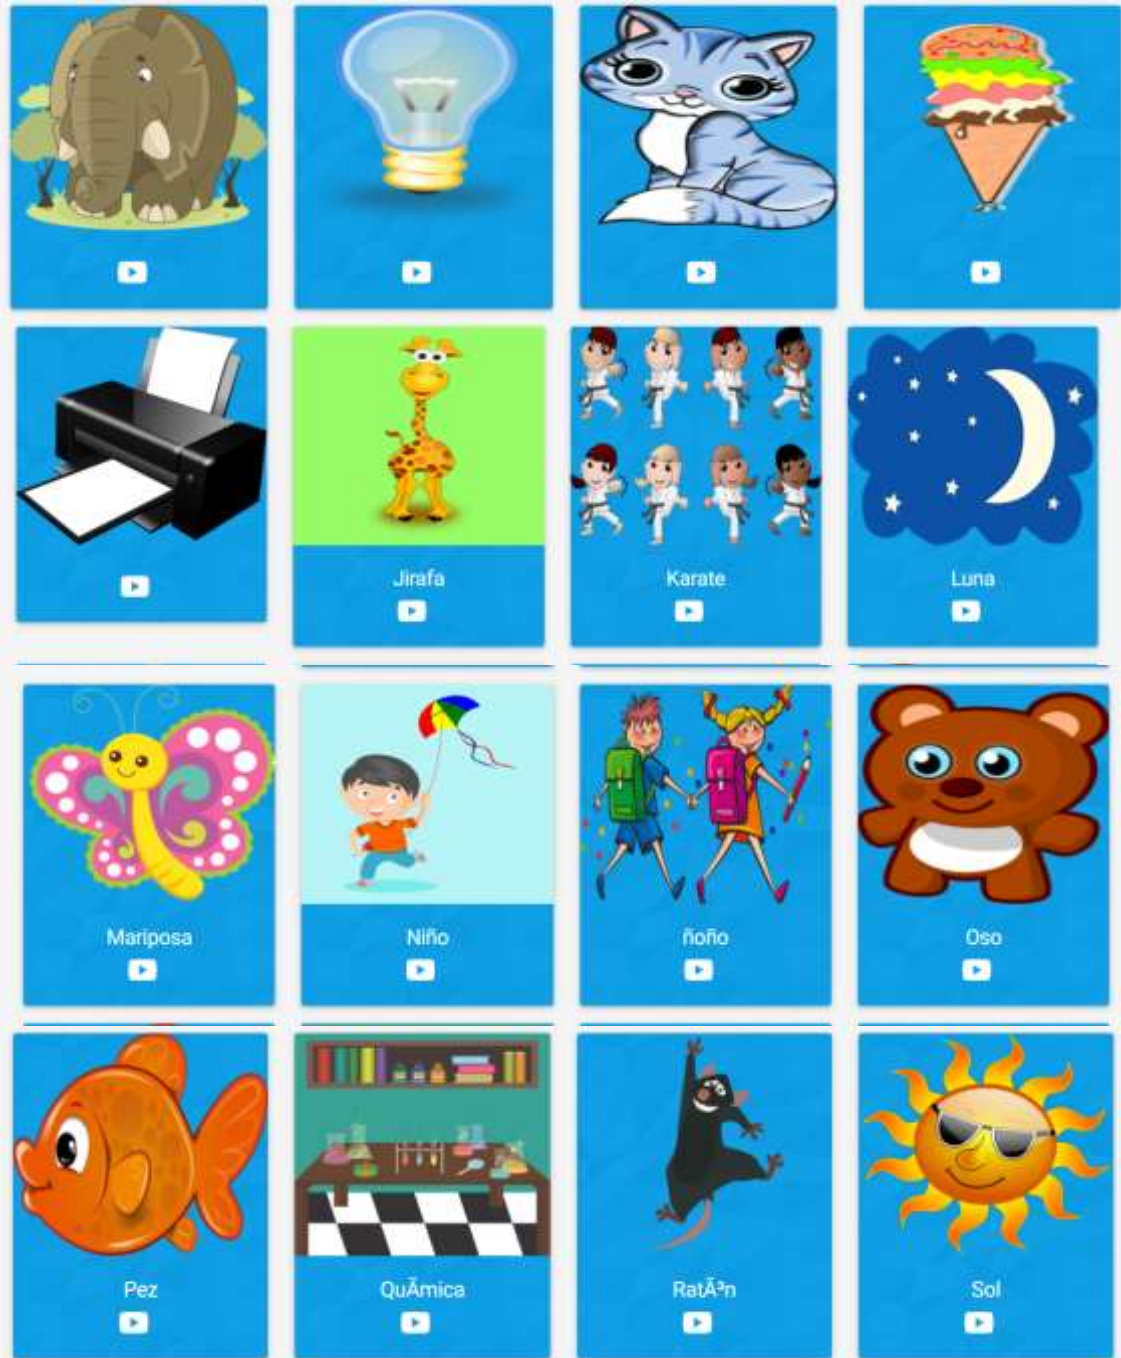 Jirafa
Karate
Luna
Mariposa
Niño
ñoño
Oso
Pez
QuÃmica
RatÃ³n
Sol